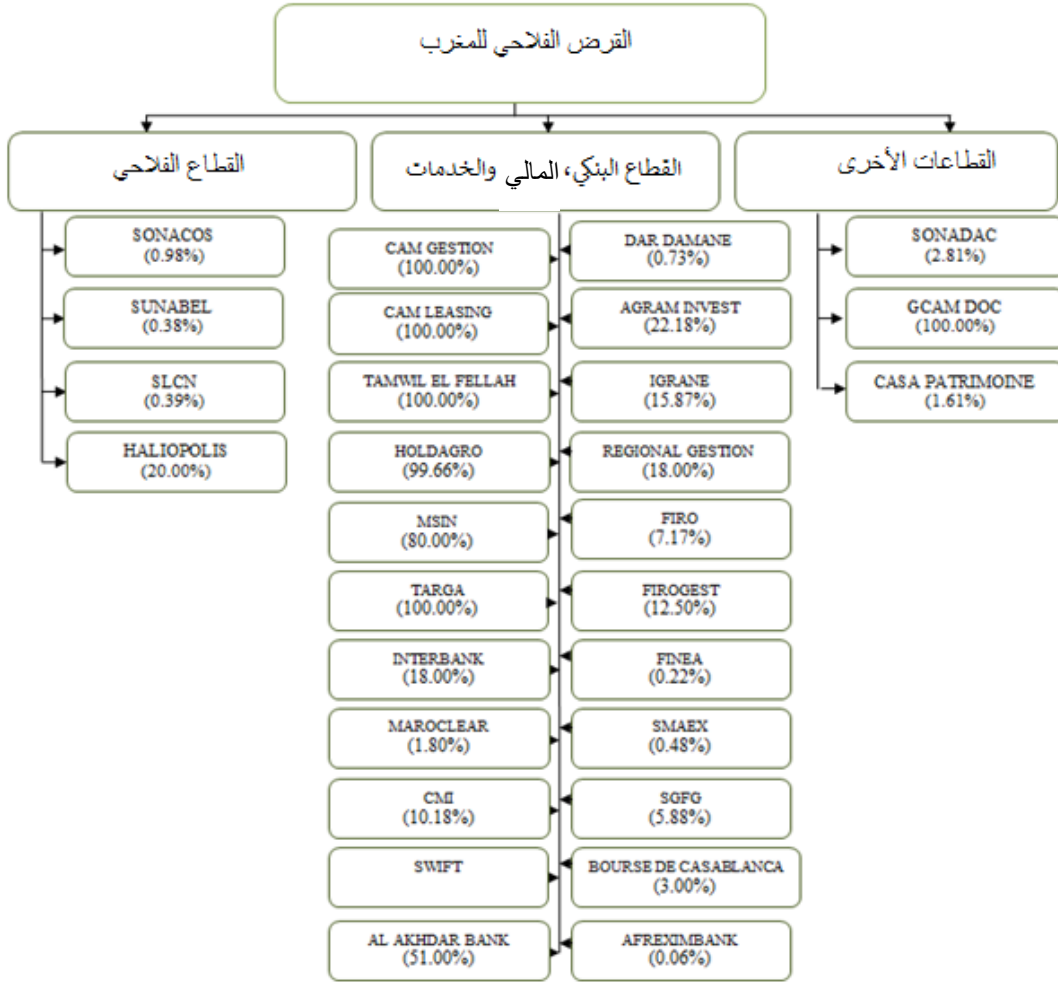 القرض الفلاحي للمغرب
القطاع الفلاحي
القطاع البنكي، المالي والخدمات
القطاعات الأخرى
SONACOS
(0.98%)
SUNABEL
(0.38%)
SLCN
(0.39%)
HALIOPOLIS
(20.00%)
CAM GESTION
(100.00%)
CAM LEASING
(100.00%)
TAMWIL EL FELLAH
(100.00%)
HOLDAGRO
(99.66%)
MSIN
(80.00%)
TARGA
(100.00%)
INTERBANK
(18.00%)
MAROCLEAR
(1.80%)
CMI
(10.18%)
SWIFT
AL AKHDAR BANK
(51.00%)
DAR DAMANE
(0.73%)
AGRAM INVEST
(22.18%)
IGRANE
(15.87%)
REGIONAL GESTION
(18.00%)
FIRO
(7.17%)
FIROGEST
(12.50%)
FINEA
(0.22%)
SMAEX
(0.48%)
SGFG
(5.88%)
BOURSE DE CASABLANCA
(3.00%)
AFREXIMBANK
(0.06%)
SONADAC
(2.81%)
GCAM DOC
(100.00%)
CASA PATRIMOINE
(1.61%)